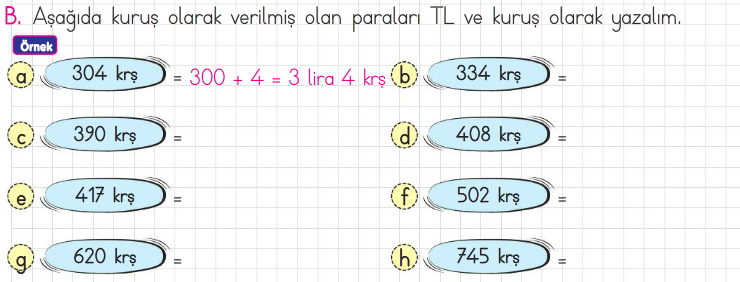 B. Aşağıda kuruş olarak verilmiş olan paraları TL ve kuruş olarak yazalım.
Örnek
a 304 krş = 300 + 4 = 3 lira 4 krş b 334 krş =
c 390 krş = d 408 krş =
e 417 krş = f 502 krş =
g 620 krş = h 745 krş =